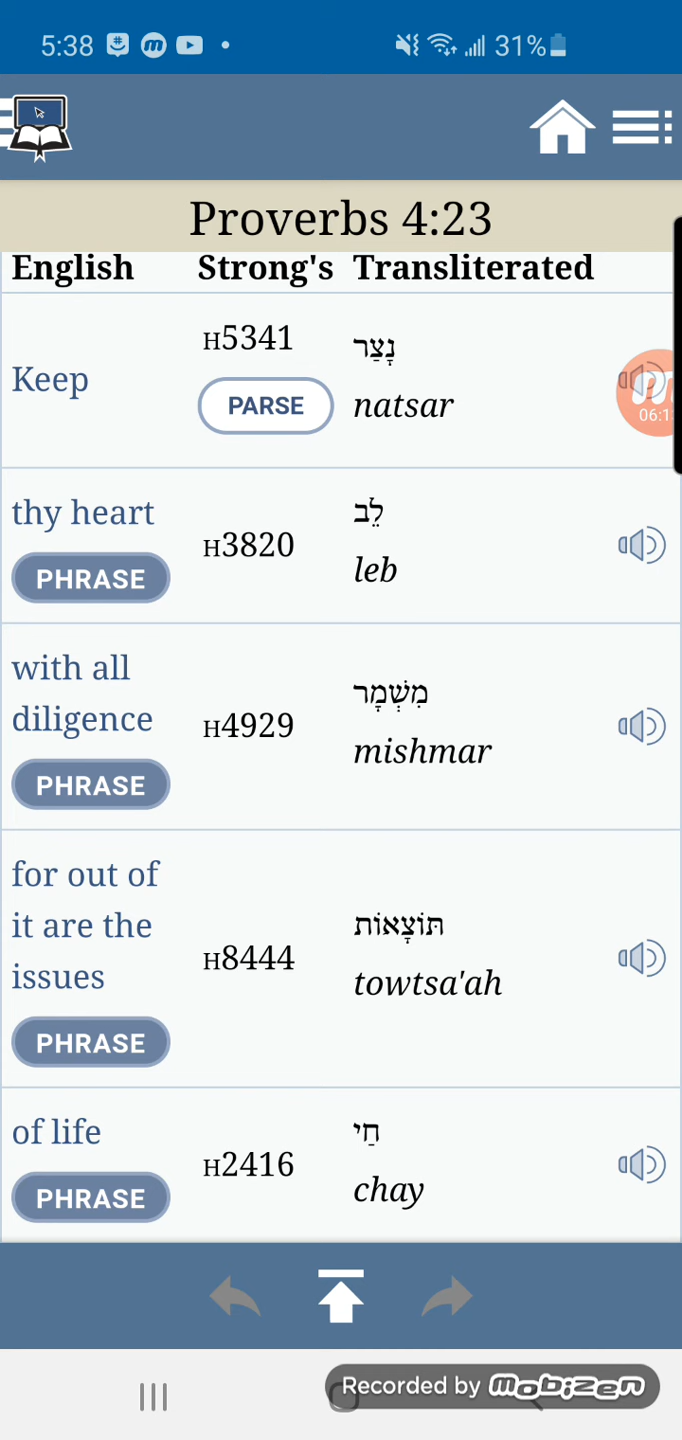 5:38
31%
Proverbs 4:23
English Strong's Transliterated
Keep
H5341
PARSE
נָצַר
natsar
06:1
thy heart
PHRASE
H3820
לֵב
leb
with all
diligence
PHRASE
H4929
מִשְׁמָר
mishmar
for out of
it are the
issues
PHRASE
H8444
תּוֹצָאוֹת
towtsa'ah
of life
PHRASE
H2416
חַי
chay
Recorded by mobizen